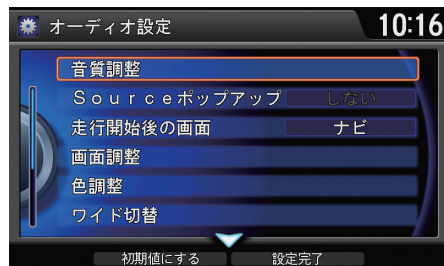 オーディオ設定 10:16
音質調整
Sourceポップアップ しない
走行開始後の画面 ナビ
画面調整
色調整
ワイド切替
初期値にする 設定完了